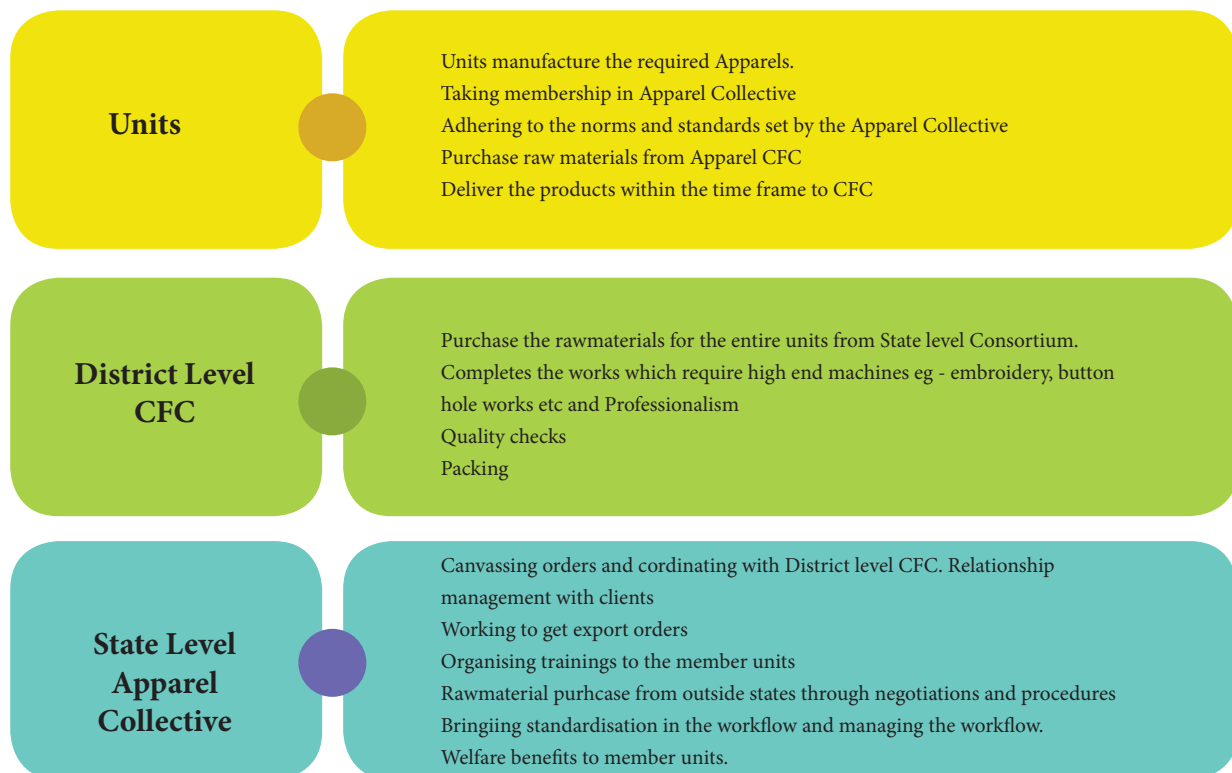 Units
Units manufacture the required Apparels.
Taking membership in Apparel Collective
Adhering to the norms and standards set by the Apparel Collective
Purchase raw materials from Apparel CFC
Deliver the products within the time frame to CFC
District Level
CFC
Purchase the rawmaterials for the entire units from State level Consortium.
Completes the works which require high end machines eg - embroidery, button
hole works etc and Professionalism
Quality checks
Packing
State Level
Apparel
Collective
Canvassing orders and cordinating with District level CFC. Relationship
management with clients
Working to get export orders
Organising trainings to the member units
Rawmaterial purhcase from outside states through negotiations and procedures
Bringiing standardisation in the workflow and managing the workflow.
Welfare benefits to member units.